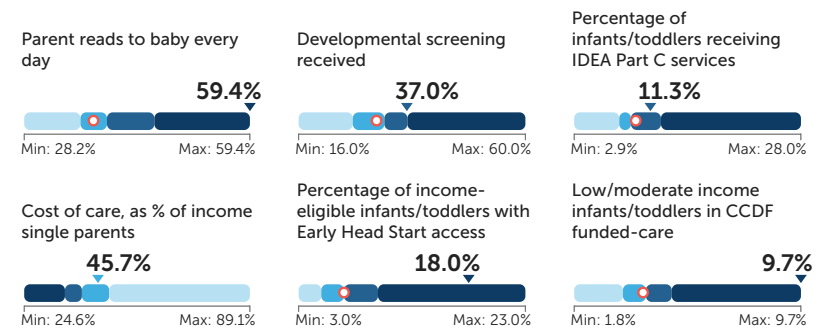 Parent reads to baby every
day
59.4%
Min: 28.2%
Max: 59.4%
Developmental screening
received
37.0%
Min: 16.0%
Max: 60.0%
Percentage of
infants/toddlers receiving
IDEA Part C services
11.3%
Min: 2.9%
Max: 28.0%
Cost of care, as % of income
single parents
45.7%
Min: 24.6%
Max: 89.1%
Percentage of income-
eligible infants/toddlers with
Early Head Start access
18.0%
Min: 3.0%
Max: 23.0%
Low/moderate income
infants/toddlers in CCDF
funded-care
9.7%
Min: 1.8%
Max: 9.7%